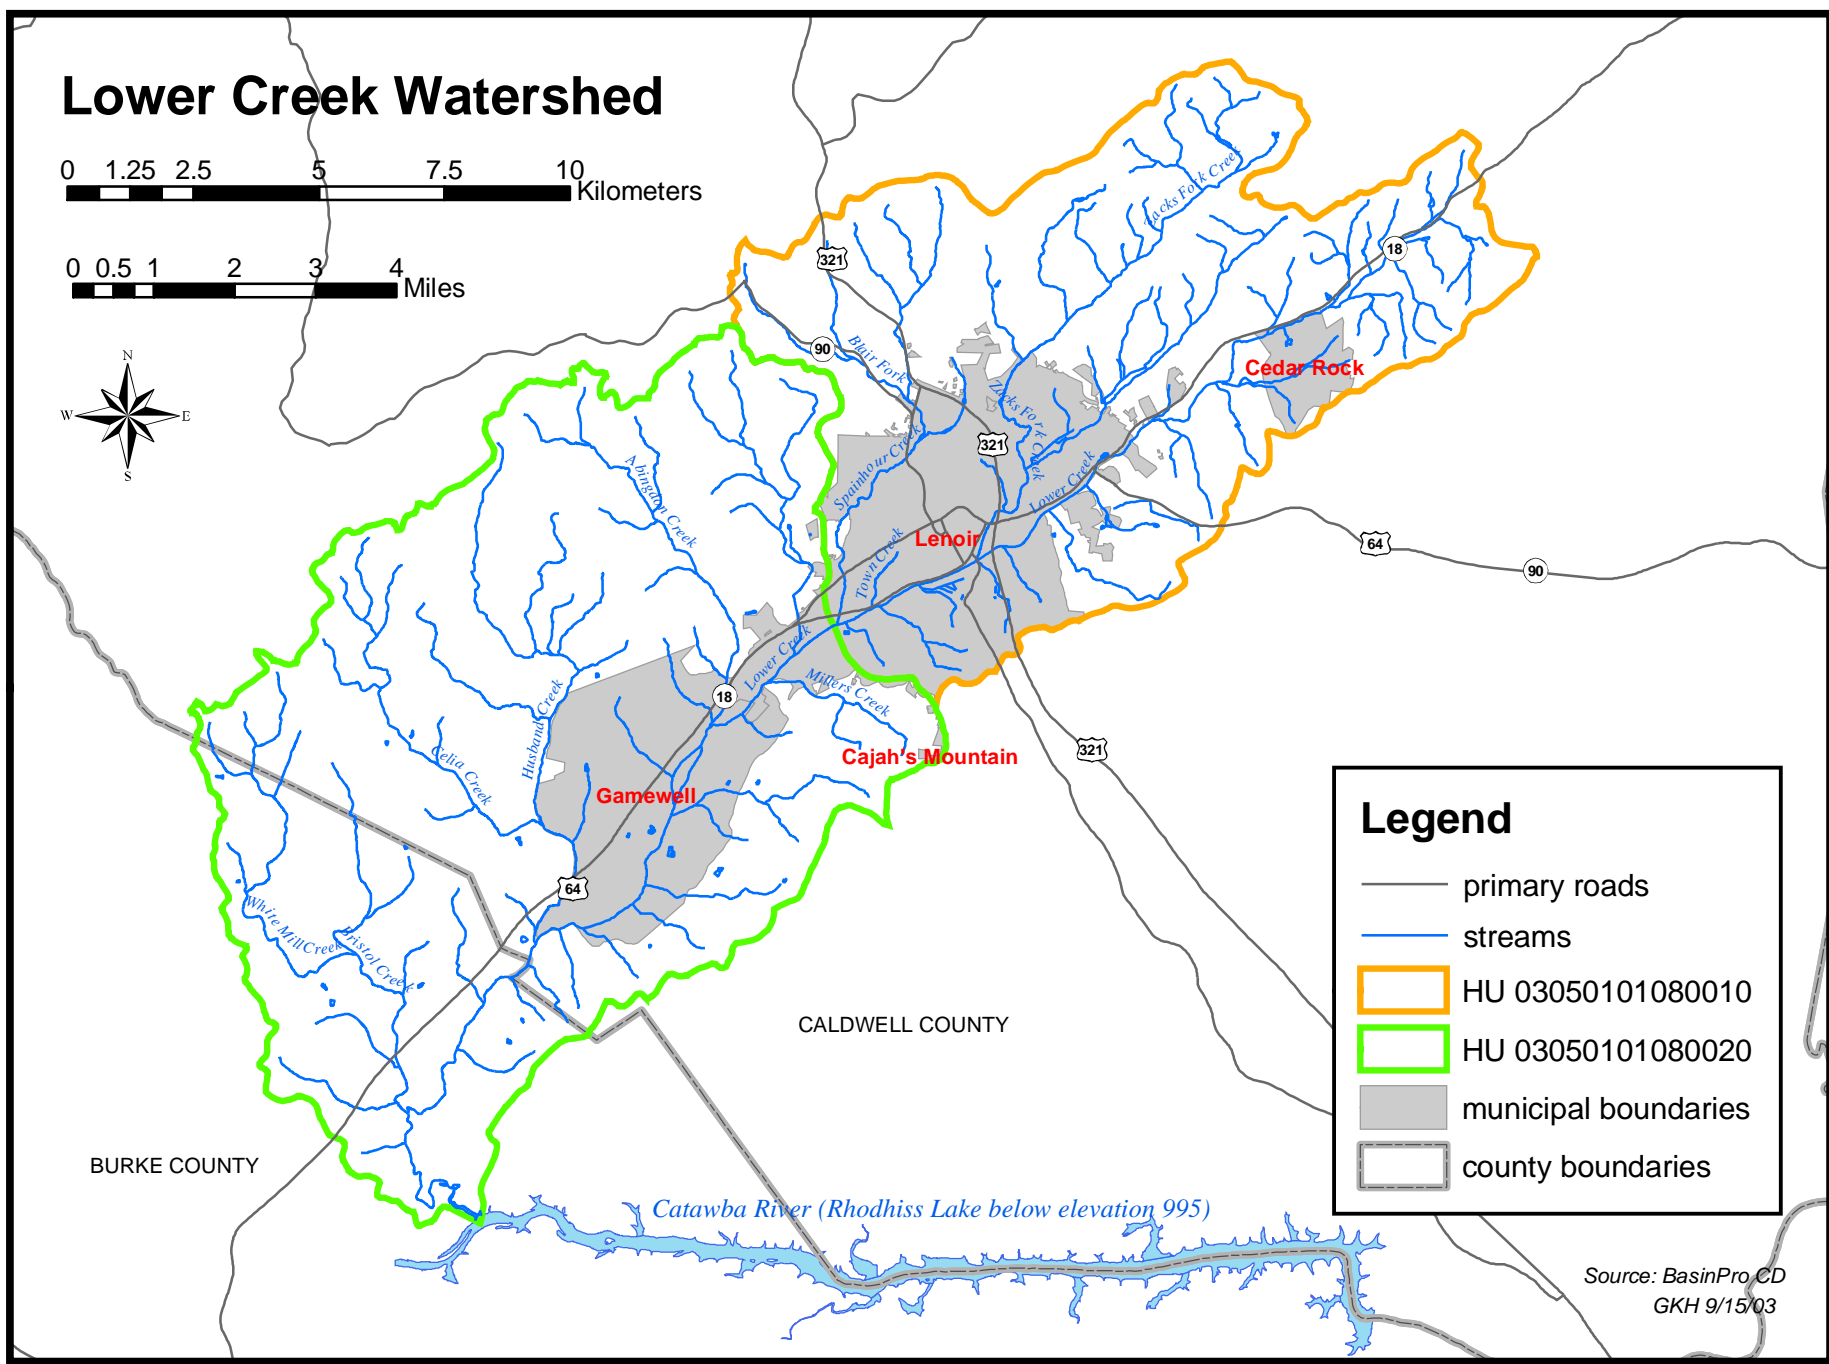 Lower Creek Watershed
0 1.25 2.5 5 7.5 10
Kilometers
0 0.5 1 2 3 4
Miles
N
W E
S
321
18
90
Blair Fork
Zacks Fork Creek
Zacks Fork Creek
Cedar Rock
321
Spainhour Creek
Lower Creek
Abingdon Creek
Lenoir
Town Creek
64
90
Lower Creek
18
Millers Creek
Husband Creek
Celia Creek
Cajah's Mountain
321
Gamewell
64
White Mill Creek
Bristol Creek
CALDWELL COUNTY
BURKE COUNTY
Catawba River (Rhodhiss Lake below elevation 995)
Legend
primary roads
streams
HU 03050101080010
HU 03050101080020
municipal boundaries
county boundaries
Source: BasinPro CD
GKH 9/15/03